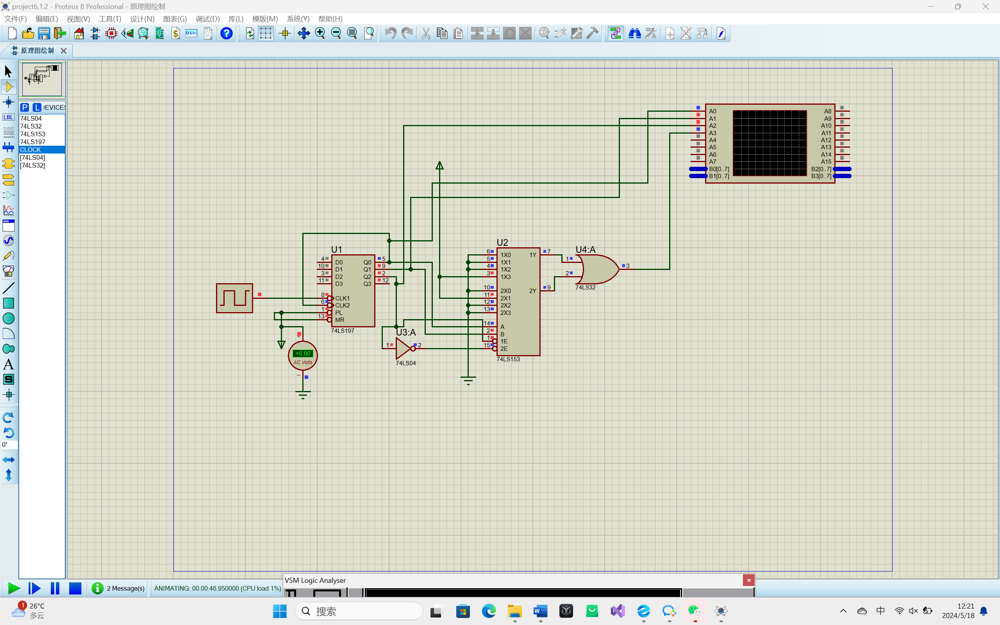 project6.1.2 - Proteus 8 Professional - 原理图绘制
文件(F) 编辑(E) 视图(V) 工具(T) 设计(N) 图表(G) 调试(D) 库(L) 模版(M) 系统(Y) 帮助(H)
原理图绘制
P L DEVICES
74LS04
74LS32
74LS153
74LS197
CLOCK
[74LS04]
[74LS32]
LBL
A
S
0°
A0 A8
A1 A9
A2 A10
A3 A11
A4 A12
A5 A13
A6 A14
A7 A15
B0[0..7] B2[0..7]
B1[0..7] B3[0..7]
U1
4 D0 Q0 5
10 D1 Q1 9
3 D2 Q2 2
11 D3 Q3 12
8 CLK1
6 CLK2
1 PL
13 MR
74LS197
+
+5.00
AC Volts
U3:A
1 2
74LS04
U2
6 1X0 1Y 7
5 1X1
4 1X2
3 1X3
10 2X0 2Y 9
11 2X1
12 2X2
13 2X3
14 A
2 B
1 1E
15 2E
74LS153
U4:A
1
2 3
74LS32
2 Message(s)
ANIMATING: 00:00:46.950000 (CPU load 1%)
VSM Logic Analyser
1 26°C
多云
搜索
中
12:21
2024/5/18